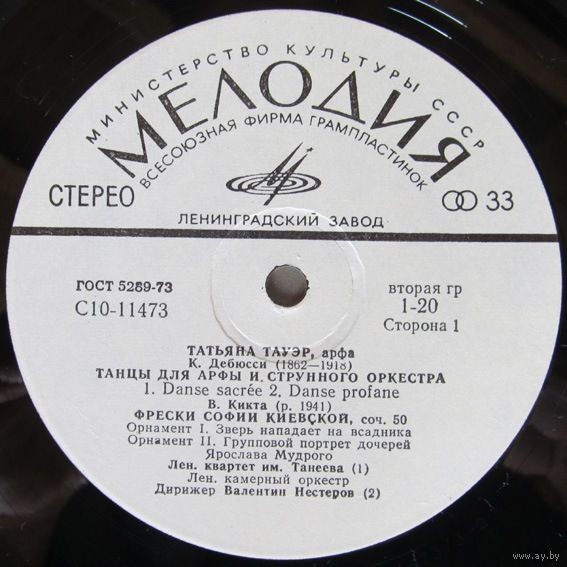 МИНИСТЕРСТВО КУЛЬТУРЫ СССР
МЕЛОДИЯ
ВСЕСОЮЗНАЯ ФИРМА ГРАМПЛАСТИНОК
СТЕРЕО
33
ЛЕНИНГРАДСКИЙ ЗАВОД
ГОСТ 5289-73
вторая гр
С10-11473
1-20
Сторона 1
ТАТЬЯНА ТАУЭР, арфа
К. Дебюсси (1862—1918)
ТАНЦЫ ДЛЯ АРФЫ И СТРУННОГО ОРКЕСТРА
1. Danse sacrée 2. Danse profane
В. Кикта (р. 1941)
ФРЕСКИ СОФИИ КИЕВСКОЙ, соч. 50
Орнамент I. Зверь нападает на всадника
Орнамент II. Групповой портрет дочерей
Ярослава Мудрого
Лен. квартет им. Танеева (1)
Лен. камерный оркестр
Дирижер Валентин Нестеров (2)
www.ay.by